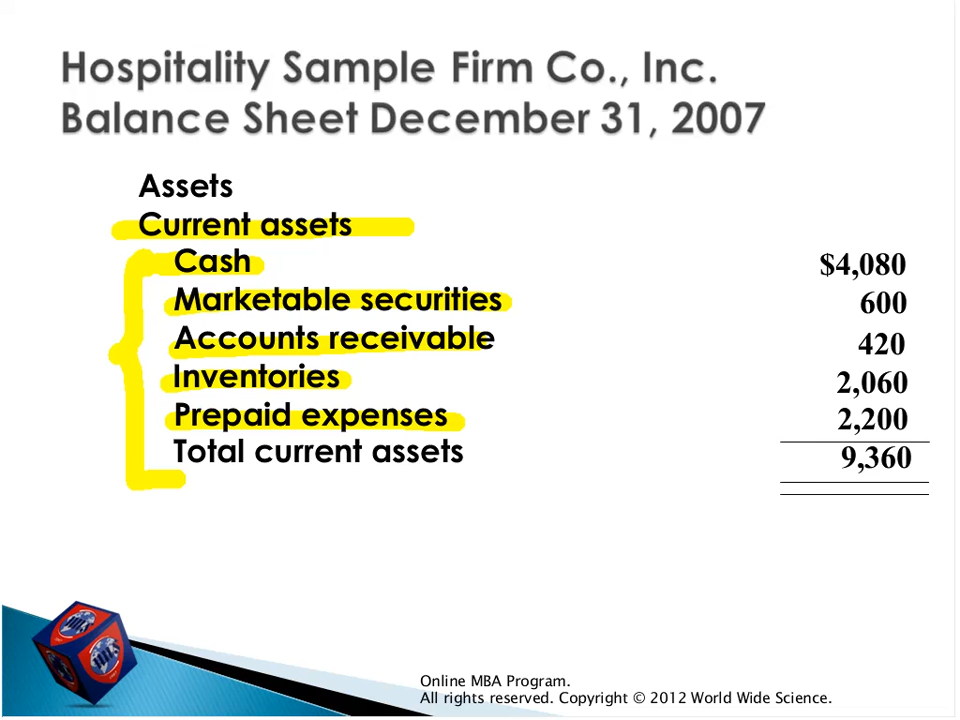 Hospitality Sample Firm Co., Inc.
Balance Sheet December 31, 2007
Assets
Current assets
Cash $4,080
Marketable securities 600
Accounts receivable 420
Inventories 2,060
Prepaid expenses 2,200
Total current assets 9,360
Online MBA Program.
All rights reserved. Copyright © 2012 World Wide Science.